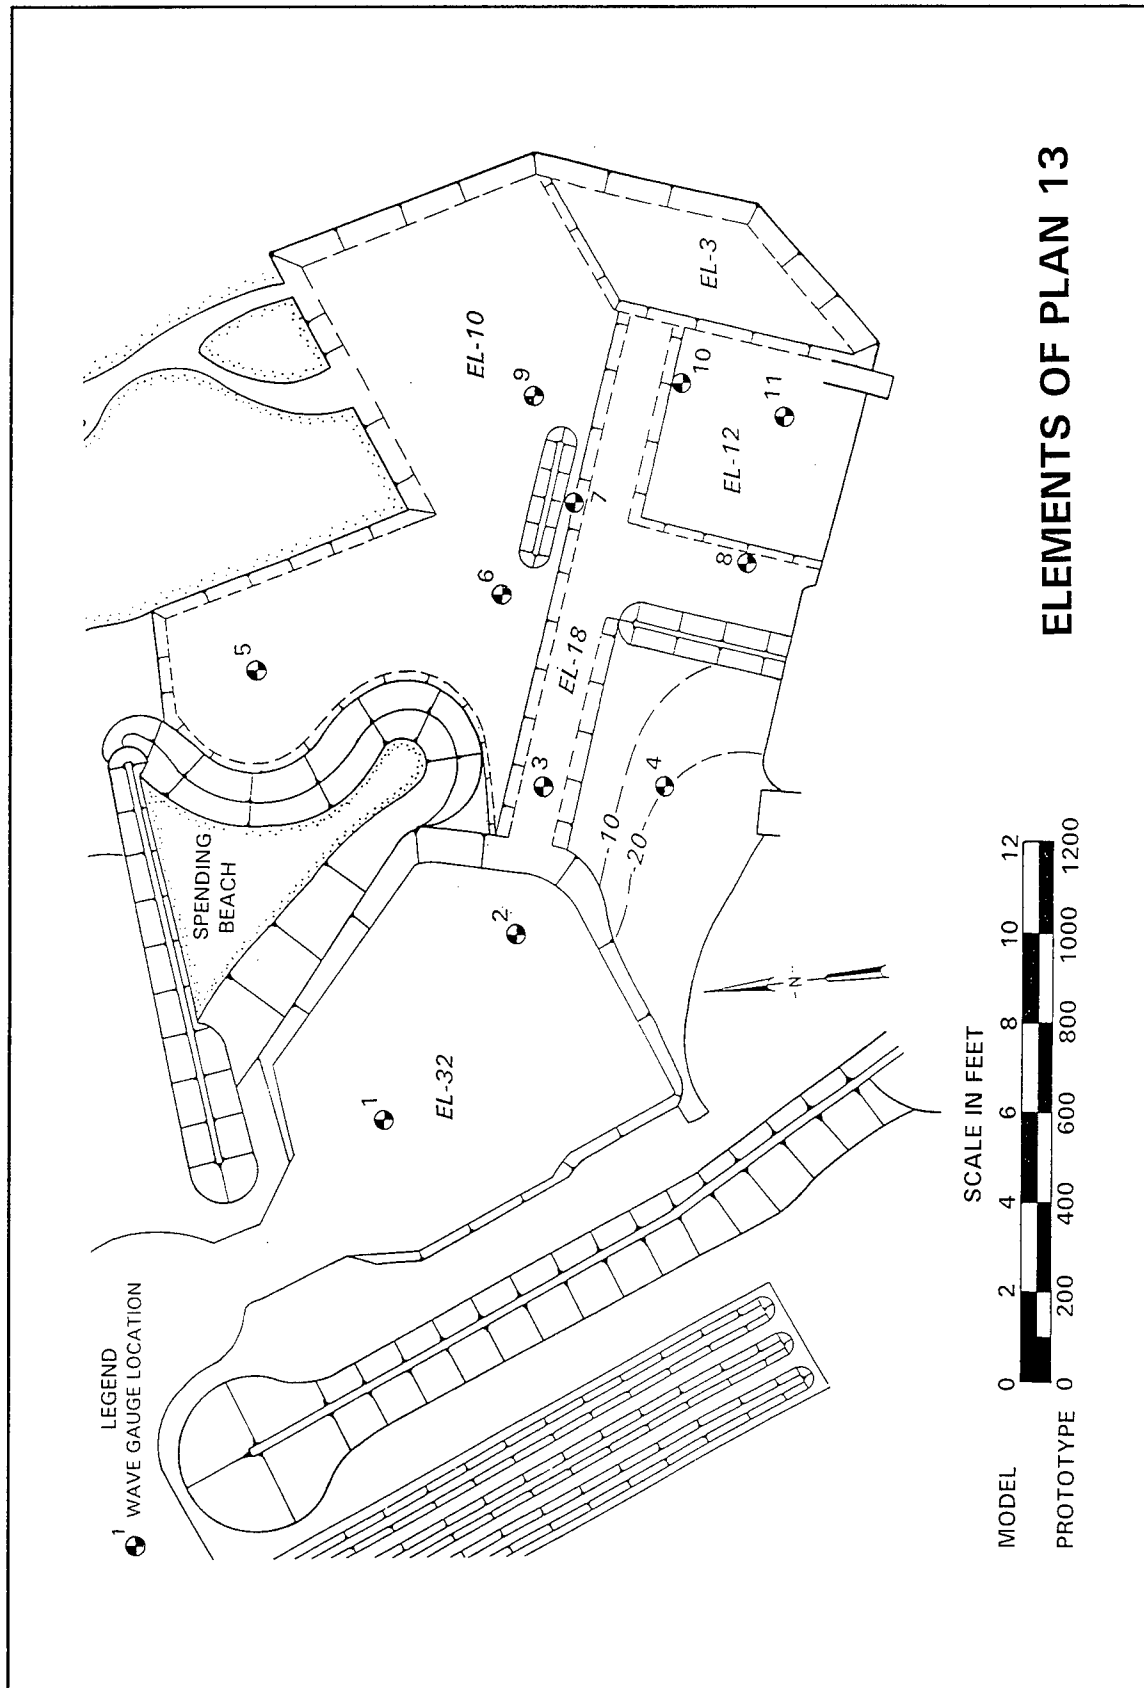 LEGEND
1 WAVE GAUGE LOCATION
SPENDING
BEACH
5
1
EL-32
2
3
6
9
EL-10
EL-18
7
4
-10
-20
8
10
11
EL-12
EL-3
N
SCALE IN FEET
MODEL 0 2 4 6 8 10 12
PROTOTYPE 0 200 400 600 800 1000 1200
ELEMENTS OF PLAN 13